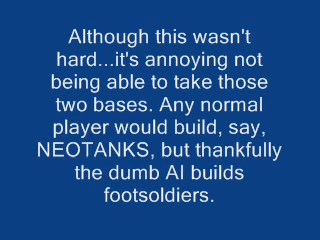 Although this wasn't
hard...it's annoying not
being able to take those
two bases. Any normal
player would build, say,
NEOTANKS, but thankfully
the dumb AI builds
footsoldiers.